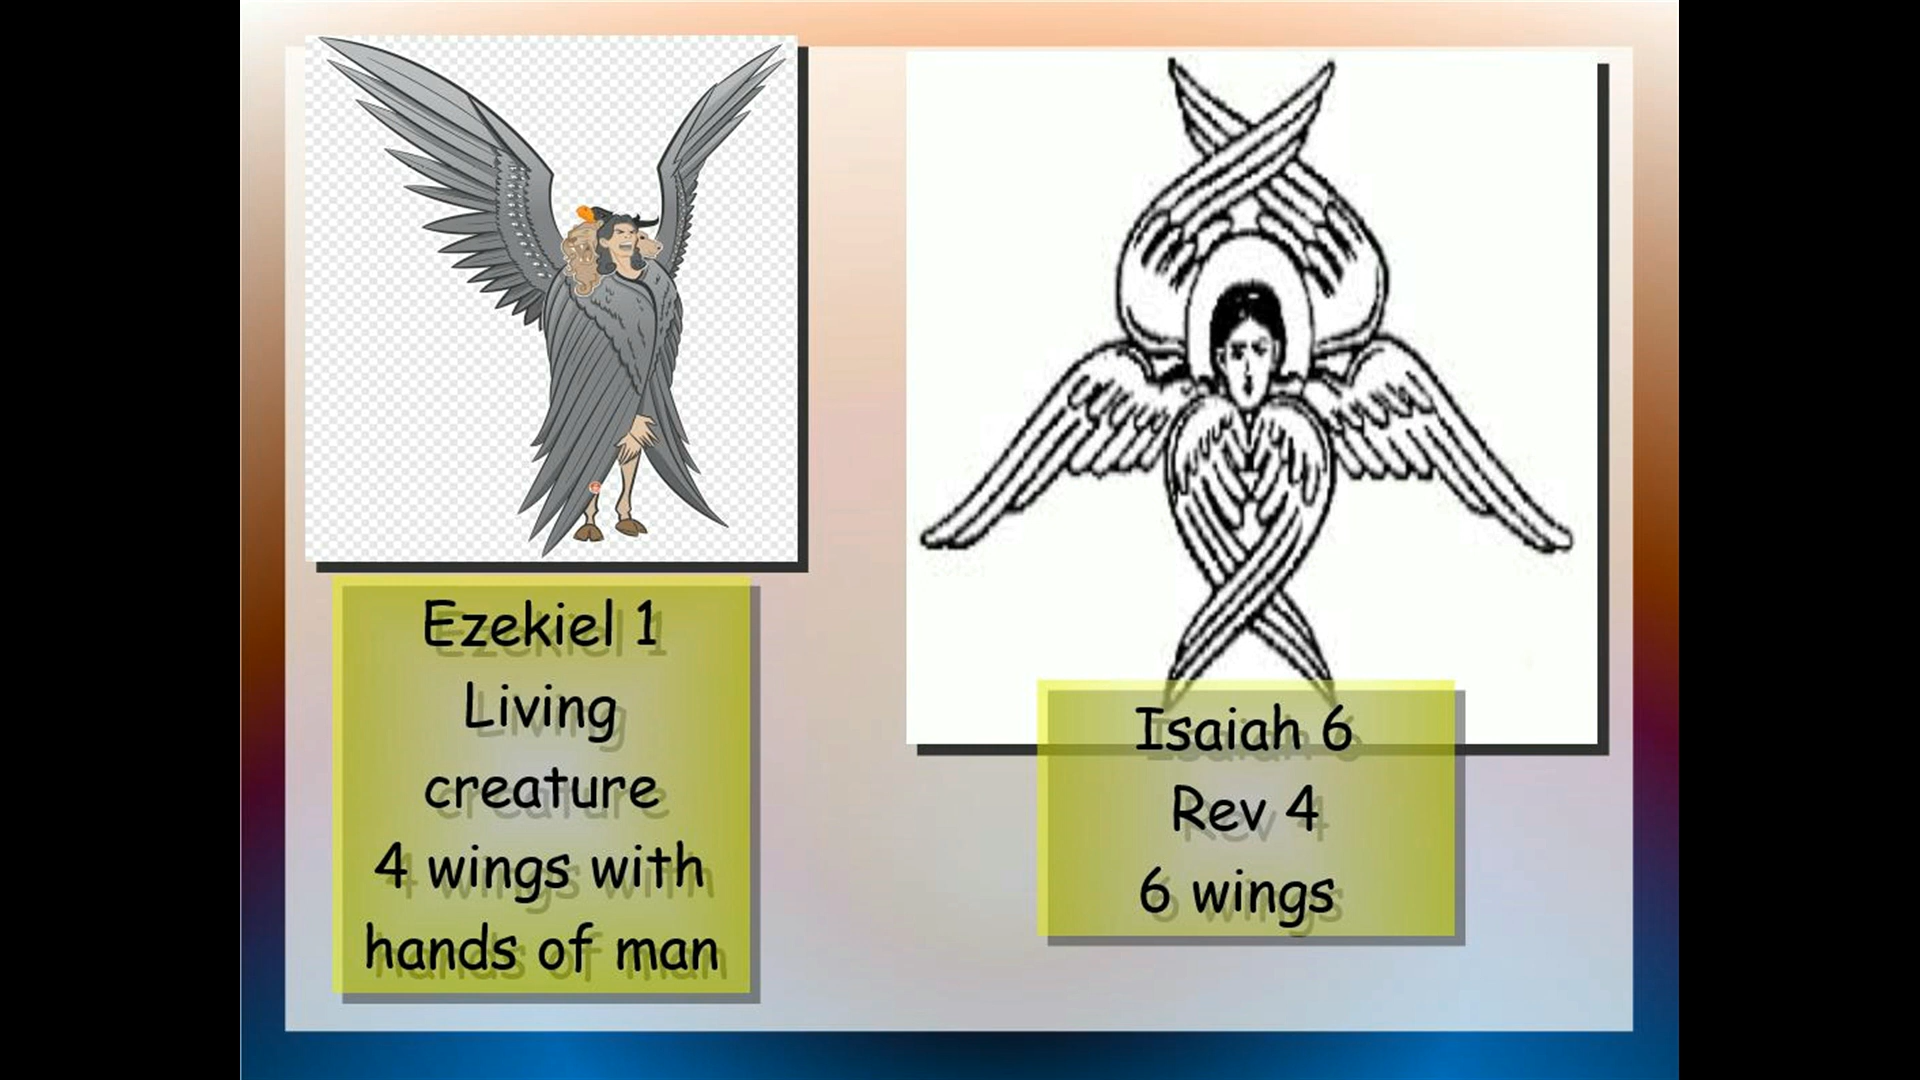 Ezekiel 1
Living
creature
4 wings with
hands of man
Isaiah 6
Rev 4
6 wings